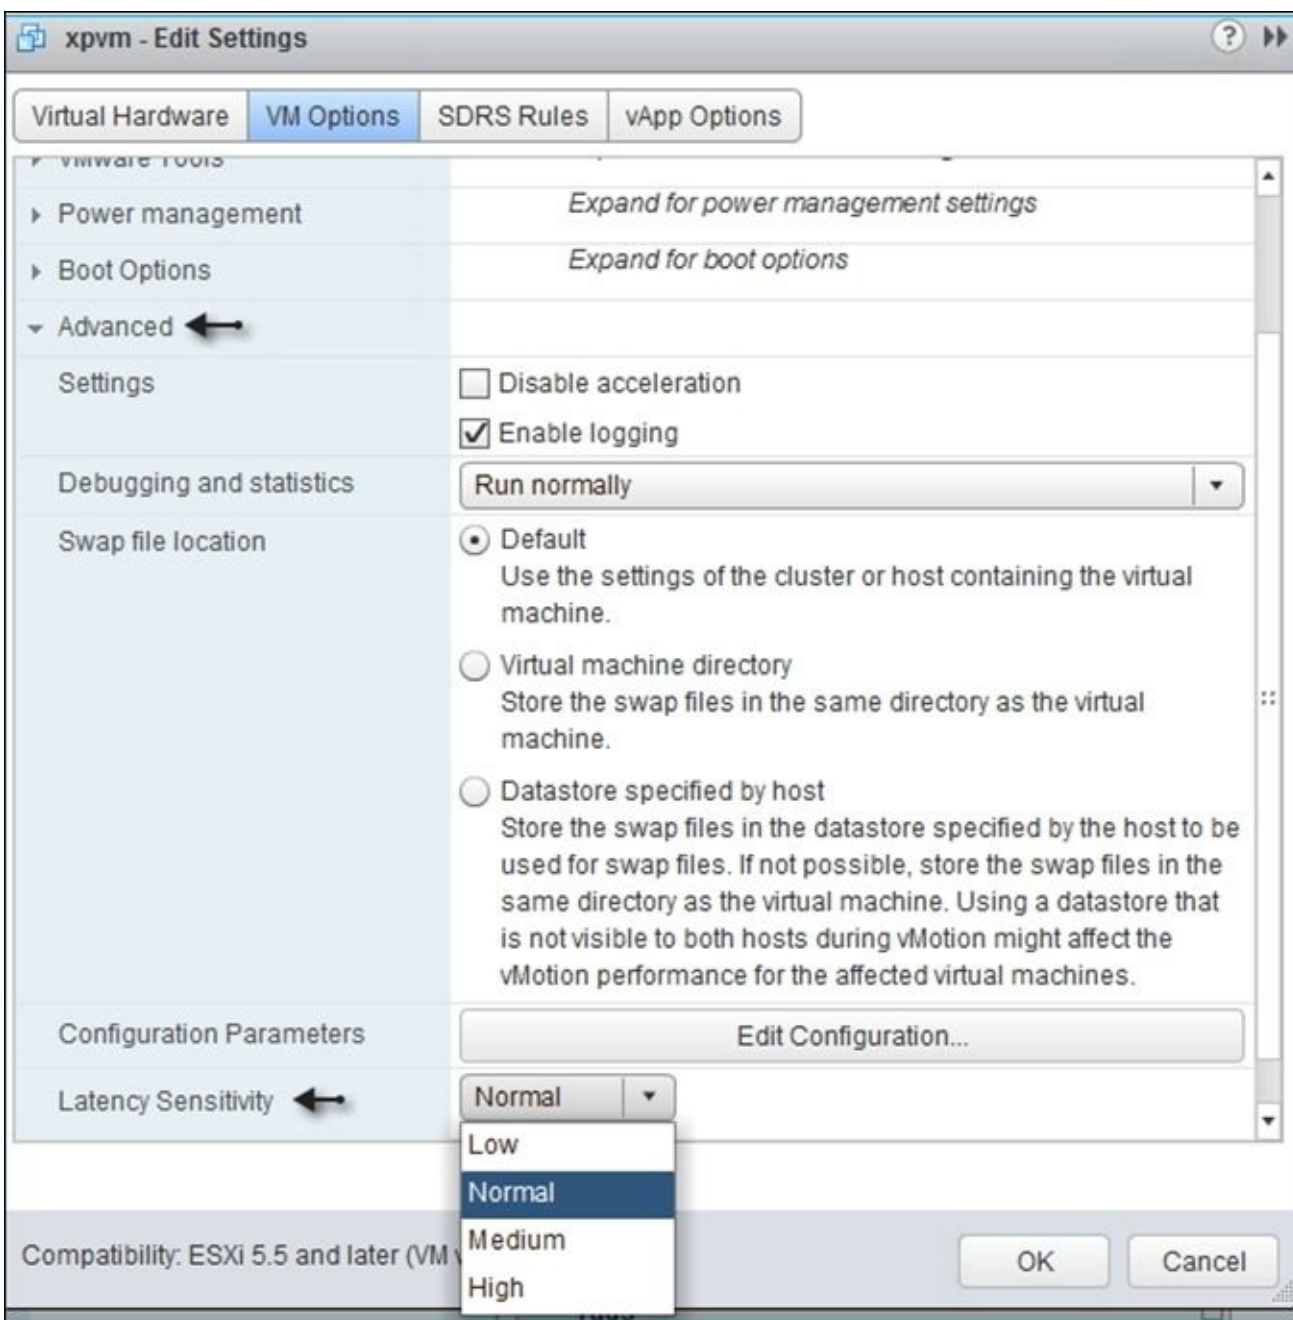 xpvm - Edit Settings
Virtual Hardware VM Options SDRS Rules vApp Options
VMware Tools
Power management Expand for power management settings
Boot Options Expand for boot options
Advanced
Settings Disable acceleration
Enable logging
Debugging and statistics Run normally
Swap file location Default
Use the settings of the cluster or host containing the virtual
machine.
Virtual machine directory
Store the swap files in the same directory as the virtual
machine.
Datastore specified by host
Store the swap files in the datastore specified by the host to be
used for swap files. If not possible, store the swap files in the
same directory as the virtual machine. Using a datastore that
is not visible to both hosts during vMotion might affect the
vMotion performance for the affected virtual machines.
Configuration Parameters Edit Configuration...
Latency Sensitivity Normal
Low
Normal
Medium
High
Compatibility: ESXi 5.5 and later (VM
OK Cancel